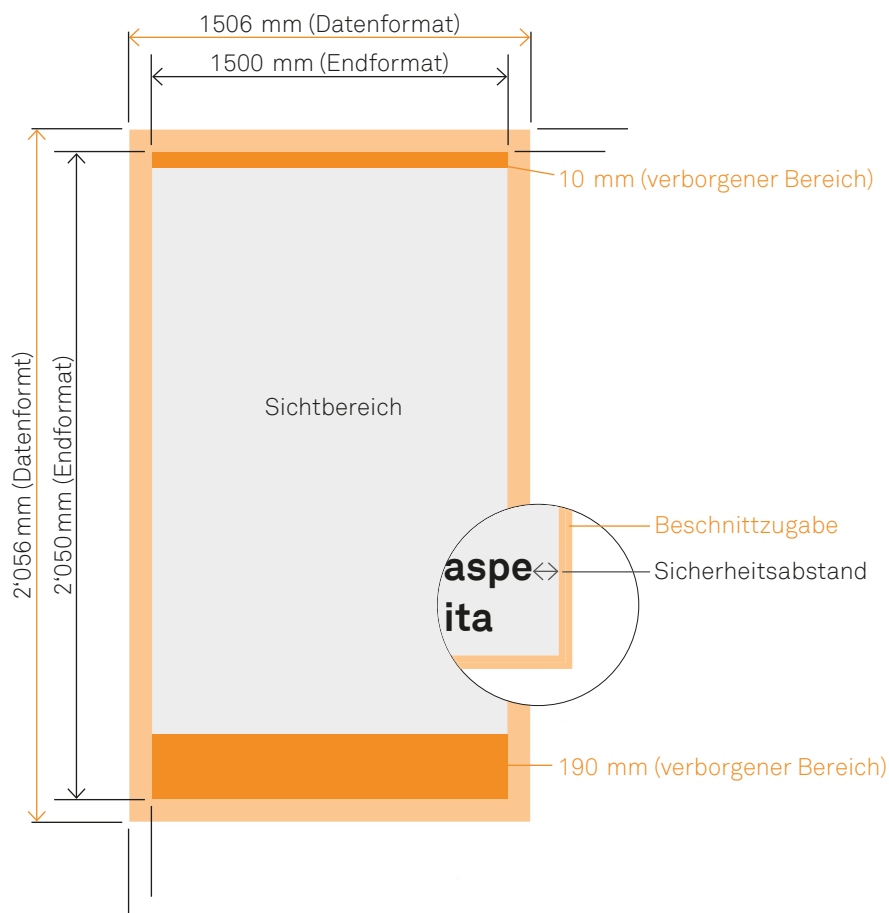 1506 mm (Datenformat)
1500 mm (Endformat)
10 mm (verborgener Bereich)
2‘056 mm (Datenformt)
2‘050 mm (Endformat)
Sichtbereich
Beschnittzugabe
aspe
Sicherheitsabstand
ita
190 mm (verborgener Bereich)